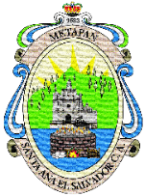 METAPAN
SANTA ANA EL SALVADOR, C. A.